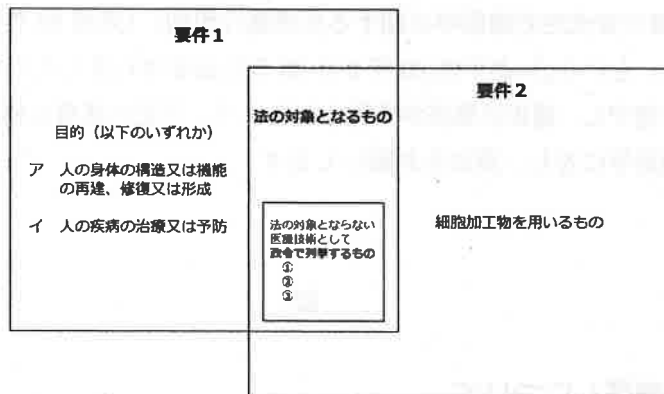 要件1
目的（以下のいずれか）
ア　人の身体の構造又は機能
の再建、修復又は形成
イ　人の疾病の治療又は予防
法の対象となるもの
法の対象とならない
医療技術として
政令で列挙するもの
①
②
③
要件2
細胞加工物を用いるもの